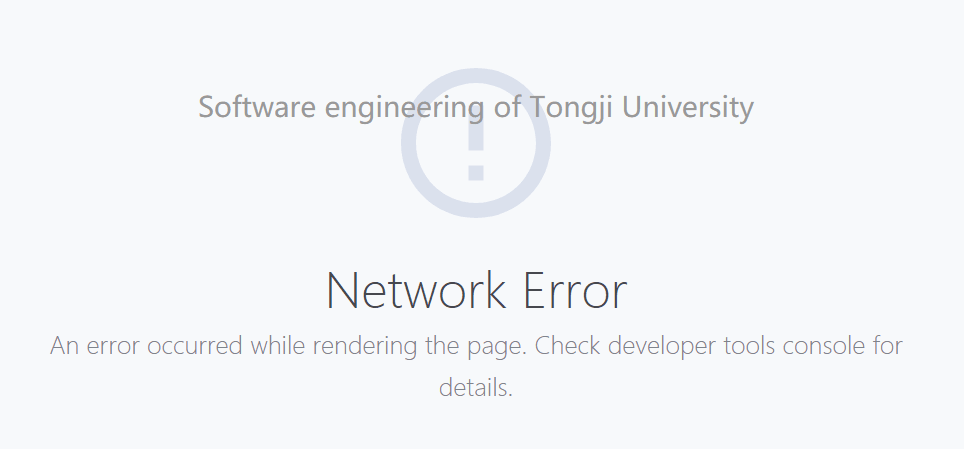 Software engineering of Tongji University
Network Error
An error occurred while rendering the page. Check developer tools console for
details.